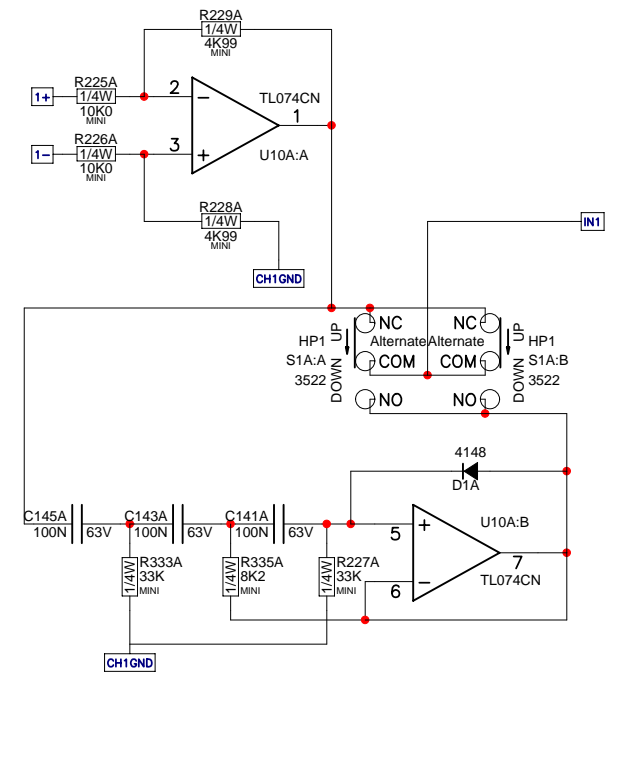 R229A
1/4W
4K99
MINI
R225A
1+
1/4W
10K0
MINI
2
TL074CN
1
R226A
1-
1/4W
10K0
MINI
3
U10A:A
R228A
1/4W
4K99
MINI
IN1
CH1GND
UP
NC
NC
UP
HP1
AlternateAlternate
HP1
S1A:A
COM
COM
S1A:B
3522
DOWN
DOWN
3522
NO
NO
4148
D1A
C145A
C143A
C141A
100N
63V
100N
63V
100N
63V
5
U10A:B
7
TL074CN
6
1/4W
R333A
33K
MINI
1/4W
R335A
8K2
MINI
1/4W
R227A
33K
MINI
CH1GND